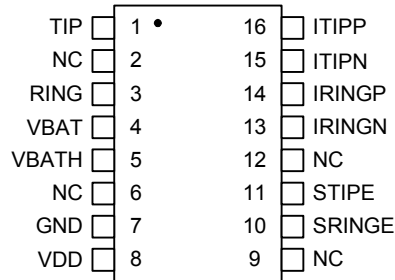 TIP 1 16 ITIPP
NC 2 15 ITIPN
RING 3 14 IRINGP
VBAT 4 13 IRINGN
VBATH 5 12 NC
NC 6 11 STIPE
GND 7 10 SRINGE
VDD 8 9 NC